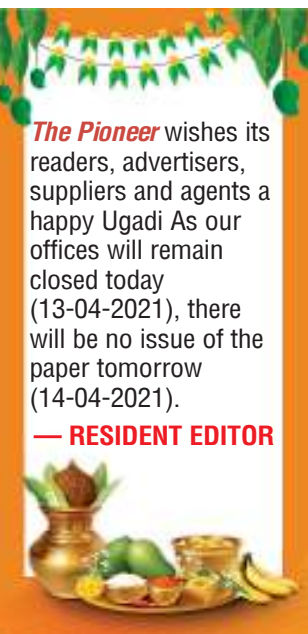 The Pioneer wishes its
readers, advertisers,
suppliers and agents a
happy Ugadi As our
offices will remain
closed today
(13-04-2021), there
will be no issue of the
paper tomorrow
(14-04-2021).
— RESIDENT EDITOR